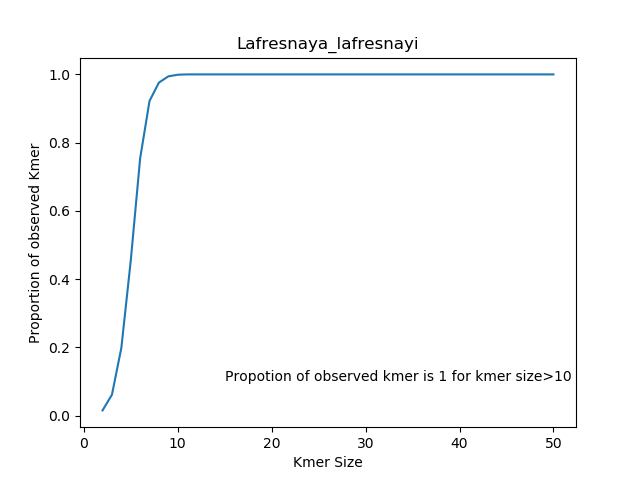 Lafresnaya_lafresnayi
Proportion of observed Kmer
1.0
0.8
0.6
0.4
0.2
0.0
Propotion of observed kmer is 1 for kmer size>10
0 10 20 30 40 50
Kmer Size